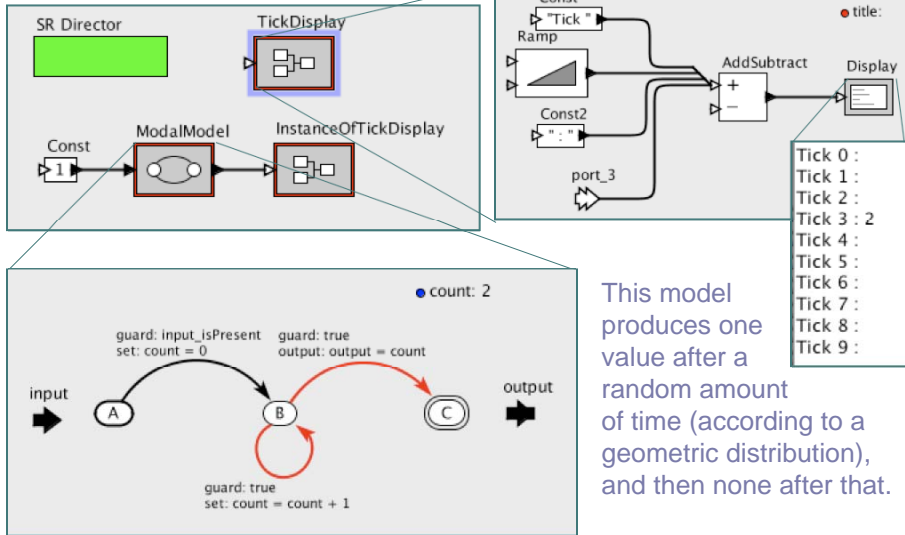 SR Director
TickDisplay
Const
ModalModel
InstanceOfTickDisplay
1
Const
"Tick "
title:
Ramp
AddSubtract
Display
+
−
Const2
" : "
port_3
Tick 0 :
Tick 1 :
Tick 2 :
Tick 3 : 2
Tick 4 :
Tick 5 :
Tick 6 :
Tick 7 :
Tick 8 :
Tick 9 :
count: 2
guard: input_isPresent
set: count = 0
guard: true
output: output = count
input
A
B
C
output
guard: true
set: count = count + 1
This model
produces one
value after a
random amount
of time (according to a
geometric distribution),
and then none after that.